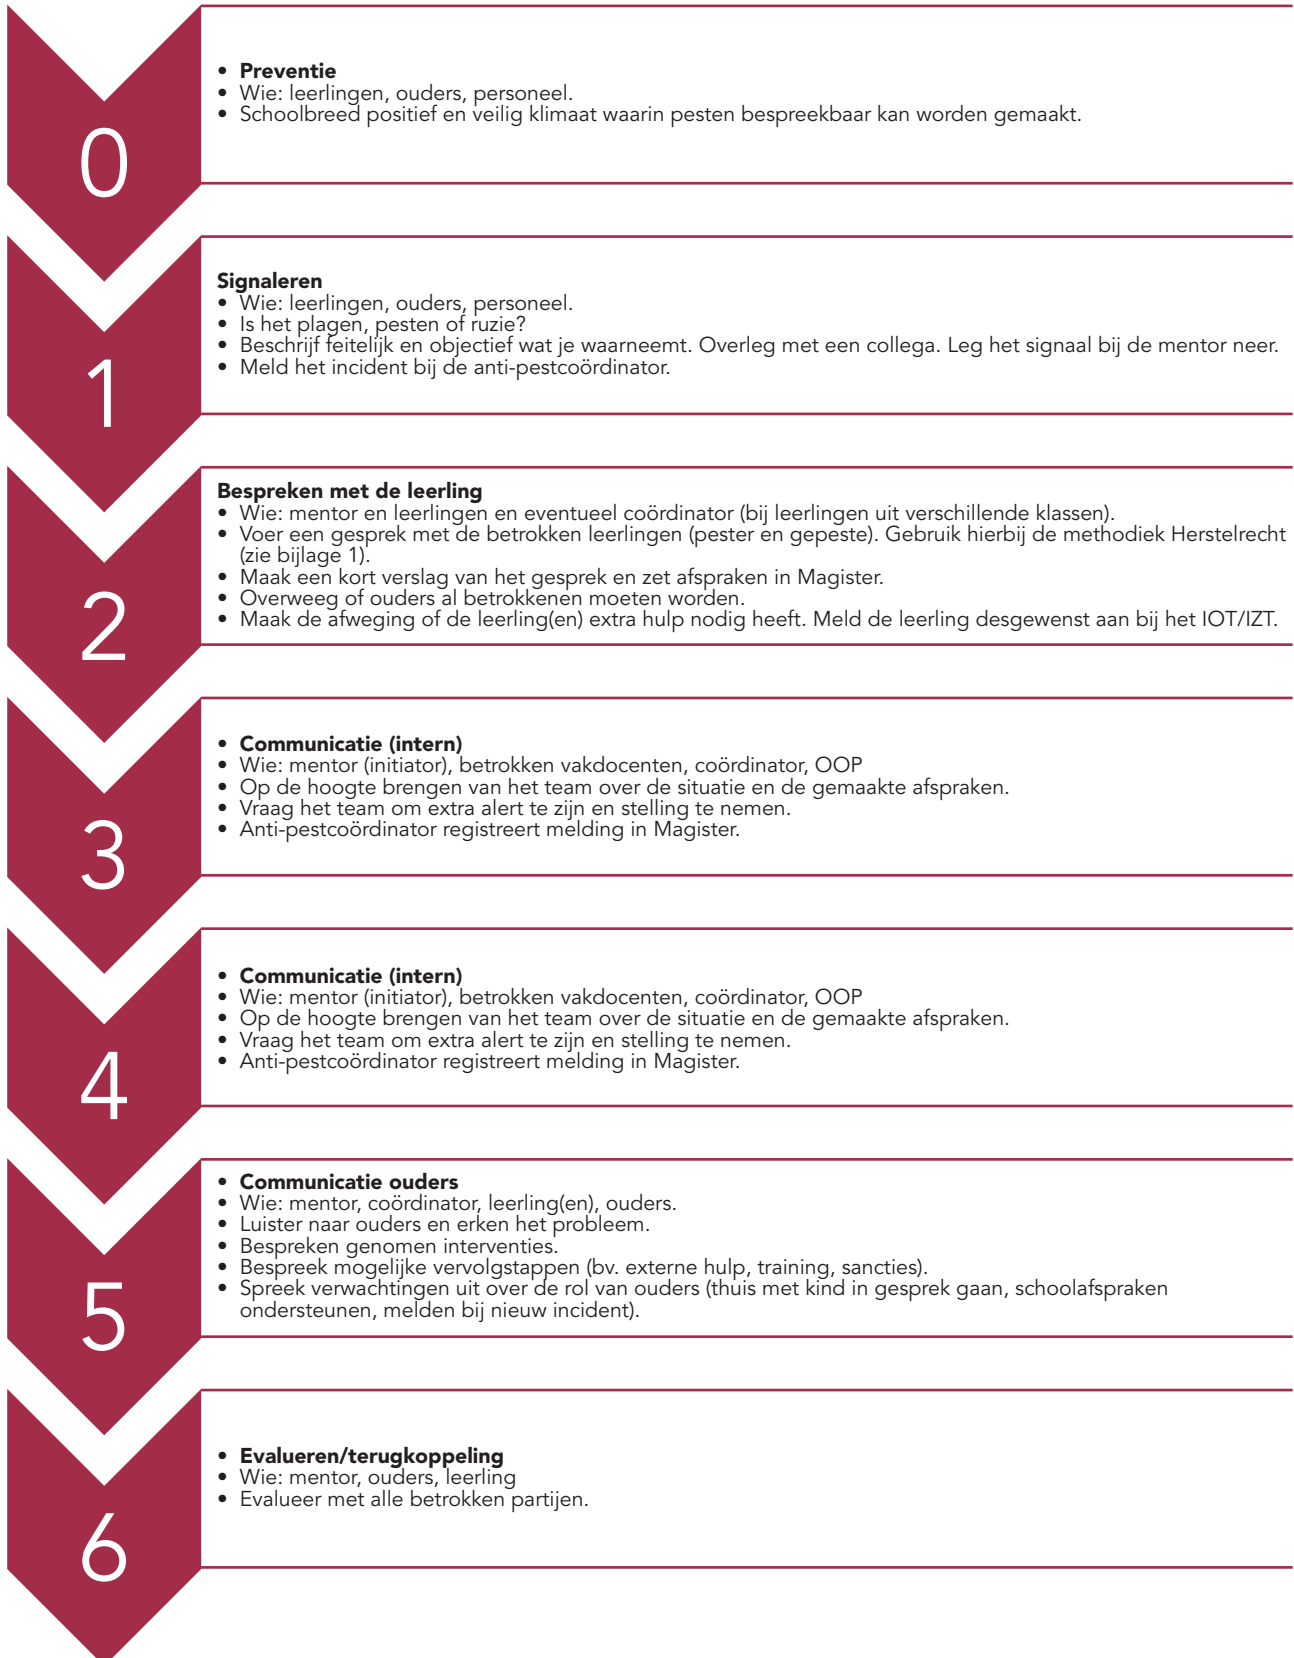 0
• Preventie
• Wie: leerlingen, ouders, personeel.
• Schoolbreed positief en veilig klimaat waarin pesten bespreekbaar kan worden gemaakt.
1
Signaleren
• Wie: leerlingen, ouders, personeel.
• Is het plagen, pesten of ruzie?
• Beschrijf feitelijk en objectief wat je waarneemt. Overleg met een collega. Leg het signaal bij de mentor neer.
• Meld het incident bij de anti-pestcoördinator.
2
Bespreken met de leerling
• Wie: mentor en leerlingen en eventueel coördinator (bij leerlingen uit verschillende klassen).
• Voer een gesprek met de betrokken leerlingen (pester en gepeste). Gebruik hierbij de methodiek Herstelrecht
(zie bijlage 1).
• Maak een kort verslag van het gesprek en zet afspraken in Magister.
• Overweeg of ouders al betrokkenen moeten worden.
• Maak de afweging of de leerling(en) extra hulp nodig heeft. Meld de leerling desgewenst aan bij het IOT/IZT.
3
• Communicatie (intern)
• Wie: mentor (initiator), betrokken vakdocenten, coördinator, OOP
• Op de hoogte brengen van het team over de situatie en de gemaakte afspraken.
• Vraag het team om extra alert te zijn en stelling te nemen.
• Anti-pestcoördinator registreert melding in Magister.
4
• Communicatie (intern)
• Wie: mentor (initiator), betrokken vakdocenten, coördinator, OOP
• Op de hoogte brengen van het team over de situatie en de gemaakte afspraken.
• Vraag het team om extra alert te zijn en stelling te nemen.
• Anti-pestcoördinator registreert melding in Magister.
5
• Communicatie ouders
• Wie: mentor, coördinator, leerling(en), ouders.
• Luister naar ouders en erken het probleem.
• Bespreken genomen interventies.
• Bespreek mogelijke vervolgstappen (bv. externe hulp, training, sancties).
• Spreek verwachtingen uit over de rol van ouders (thuis met kind in gesprek gaan, schoolafspraken
ondersteunen, melden bij nieuw incident).
6
• Evalueren/terugkoppeling
• Wie: mentor, ouders, leerling
• Evalueer met alle betrokken partijen.